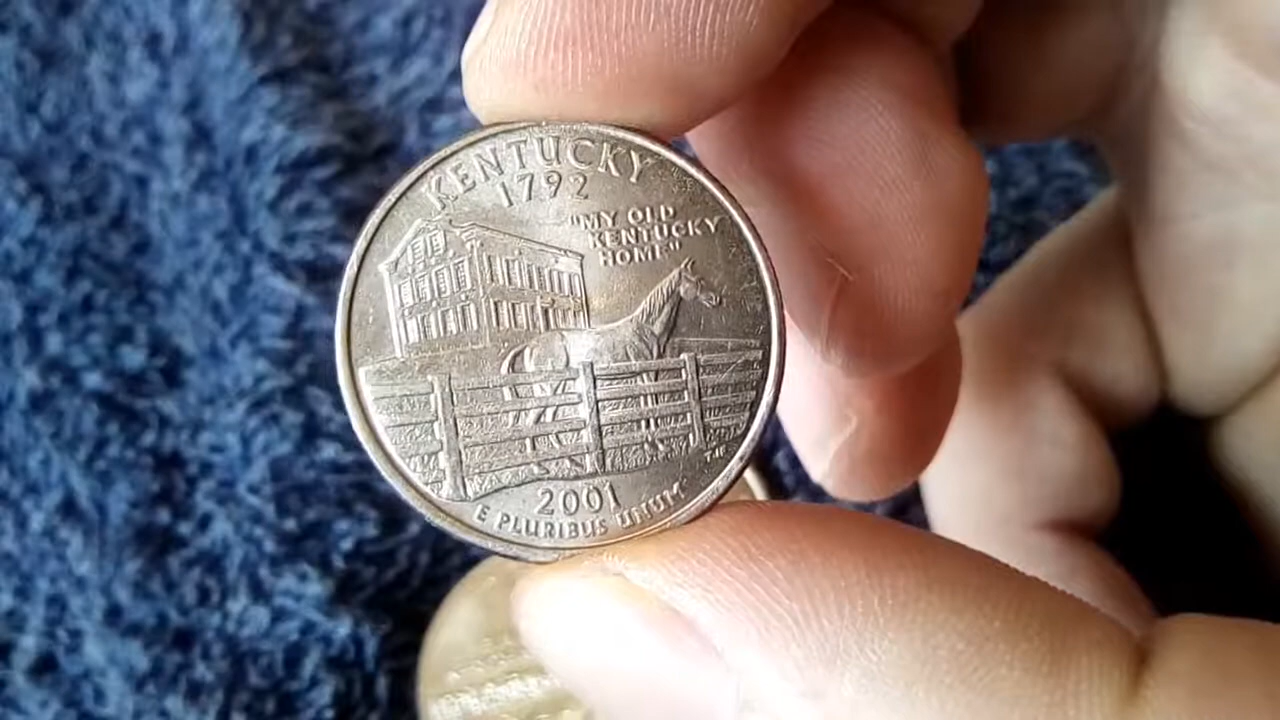 KENTUCKY
1792
"MY OLD
KENTUCKY
HOME"
2001
E PLURIBUS UNUM